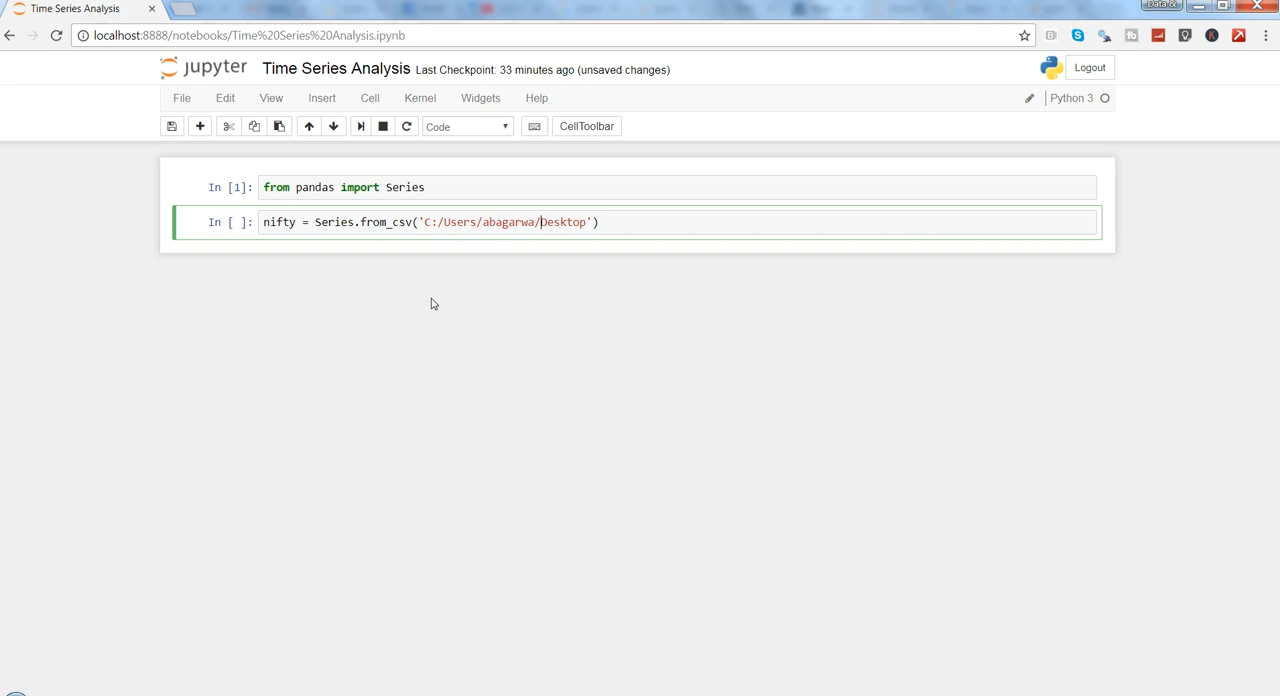 Time Series Analysis
Data &
localhost:8888/notebooks/Time%20Series%20Analysis.ipynb
jupyter Time Series Analysis Last Checkpoint: 33 minutes ago (unsaved changes) Logout
File Edit View Insert Cell Kernel Widgets Help Python 3
Code CellToolbar
In [1]: from pandas import Series
In [ ]: nifty = Series.from_csv('C:/Users/abagarwa/Desktop')